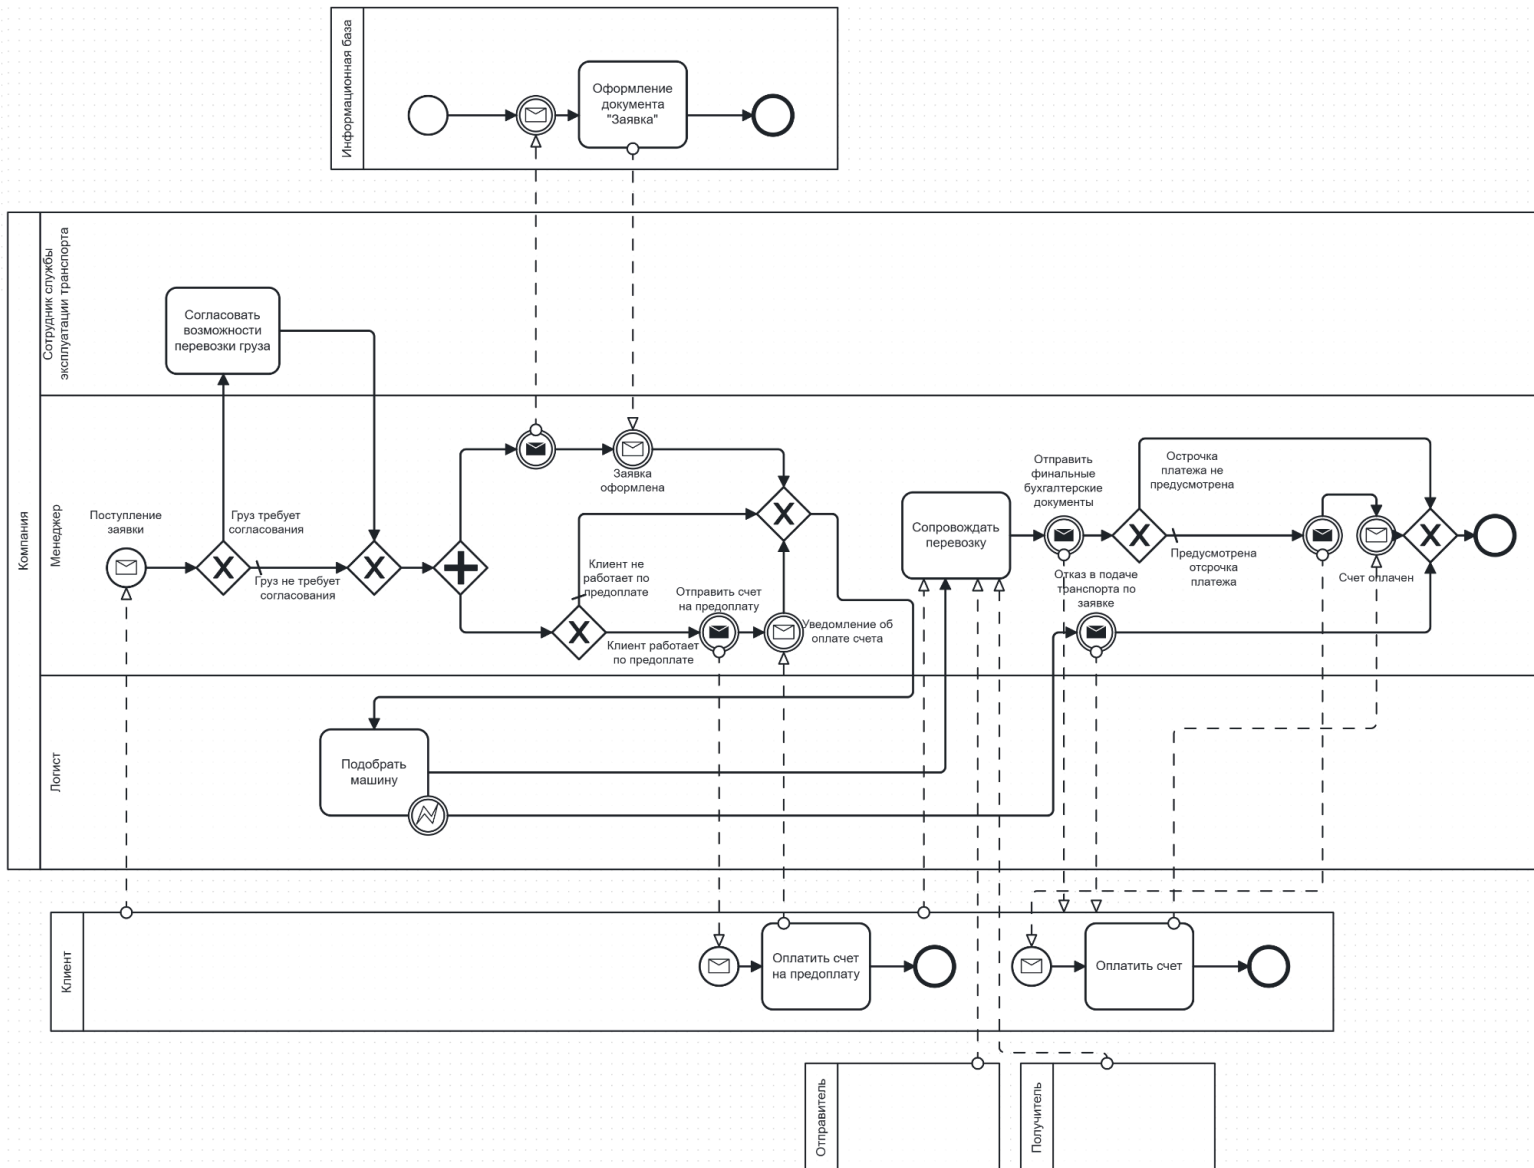 Информационная база
Оформление
документа
"Заявка"
Компания
Сотрудник службы
эксплуатации транспорта
Согласовать
возможности
перевозки груза
Менеджер
Поступление
заявки
Груз требует
согласования
Груз не требует
согласования
Заявка
оформлена
Клиент не
работает по
предоплате
Отправить счет
на предоплату
Клиент работает
по предоплате
Уведомление об
оплате счета
Сопровождать
перевозку
Отправить
финальные
бухгалтерские
документы
Острочка
платежа не
предусмотрена
Предусмотрена
отсрочка
платежа
Отказ в подаче
транспорта по
заявке
Счет оплачен
Логист
Подобрать
машину
Клиент
Оплатить счет
на предоплату
Оплатить счет
Отправитель
Получитель